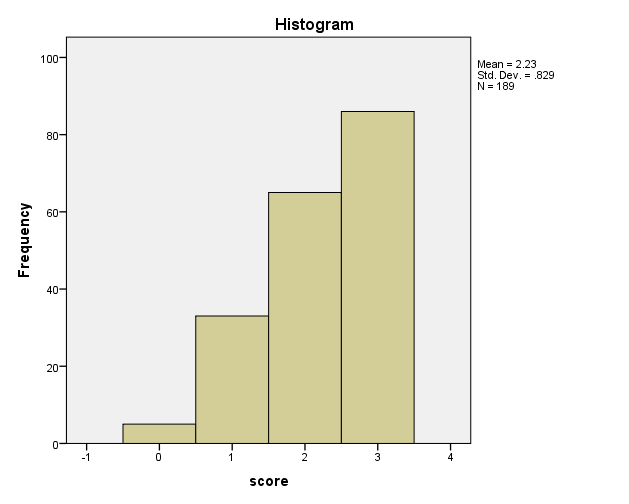 Histogram
Mean = 2.23
Std. Dev. = .829
N = 189
Frequency
100
80
60
40
20
0
-1 0 1 2 3 4
score